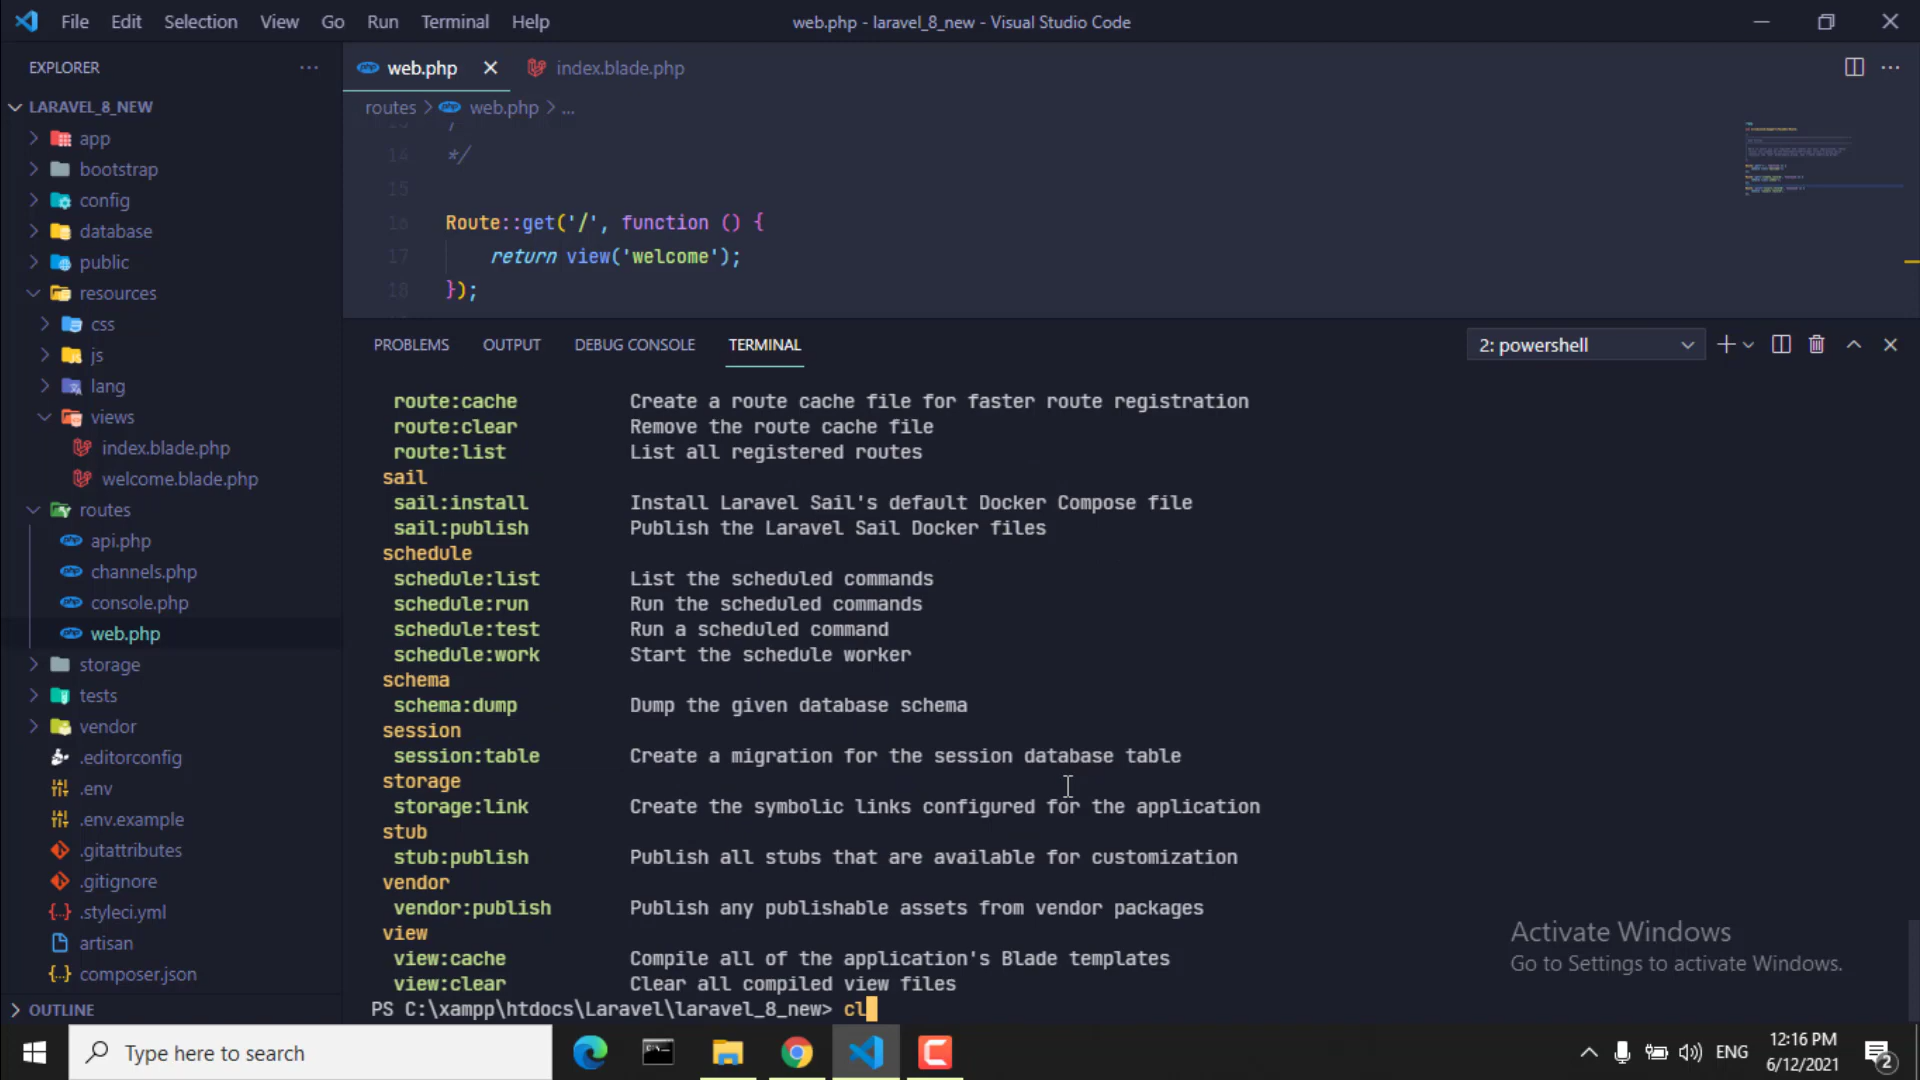 File Edit Selection View Go Run Terminal Help
web.php - laravel_8_new - Visual Studio Code
EXPLORER
LARAVEL_8_NEW
app
bootstrap
config
database
public
resources
css
js
lang
views
index.blade.php
welcome.blade.php
routes
api.php
channels.php
console.php
web.php
storage
tests
vendor
.editorconfig
.env
.env.example
.gitattributes
.gitignore
.styleci.yml
artisan
composer.json
OUTLINE
web.php index.blade.php
routes > web.php > ...
14 */
15
16 Route::get('/', function () {
17 return view('welcome');
18 });
PROBLEMS OUTPUT DEBUG CONSOLE TERMINAL
2: powershell
route:cache Create a route cache file for faster route registration
route:clear Remove the route cache file
route:list List all registered routes
sail
sail:install Install Laravel Sail's default Docker Compose file
sail:publish Publish the Laravel Sail Docker files
schedule
schedule:list List the scheduled commands
schedule:run Run the scheduled commands
schedule:test Run a scheduled command
schedule:work Start the schedule worker
schema
schema:dump Dump the given database schema
session
session:table Create a migration for the session database table
storage
storage:link Create the symbolic links configured for the application
stub
stub:publish Publish all stubs that are available for customization
vendor
vendor:publish Publish any publishable assets from vendor packages
view
view:cache Compile all of the application's Blade templates
view:clear Clear all compiled view files
PS C:\xampp\htdocs\Laravel\laravel_8_new> cl
Activate Windows
Go to Settings to activate Windows.
Type here to search
ENG
12:16 PM
6/12/2021
2